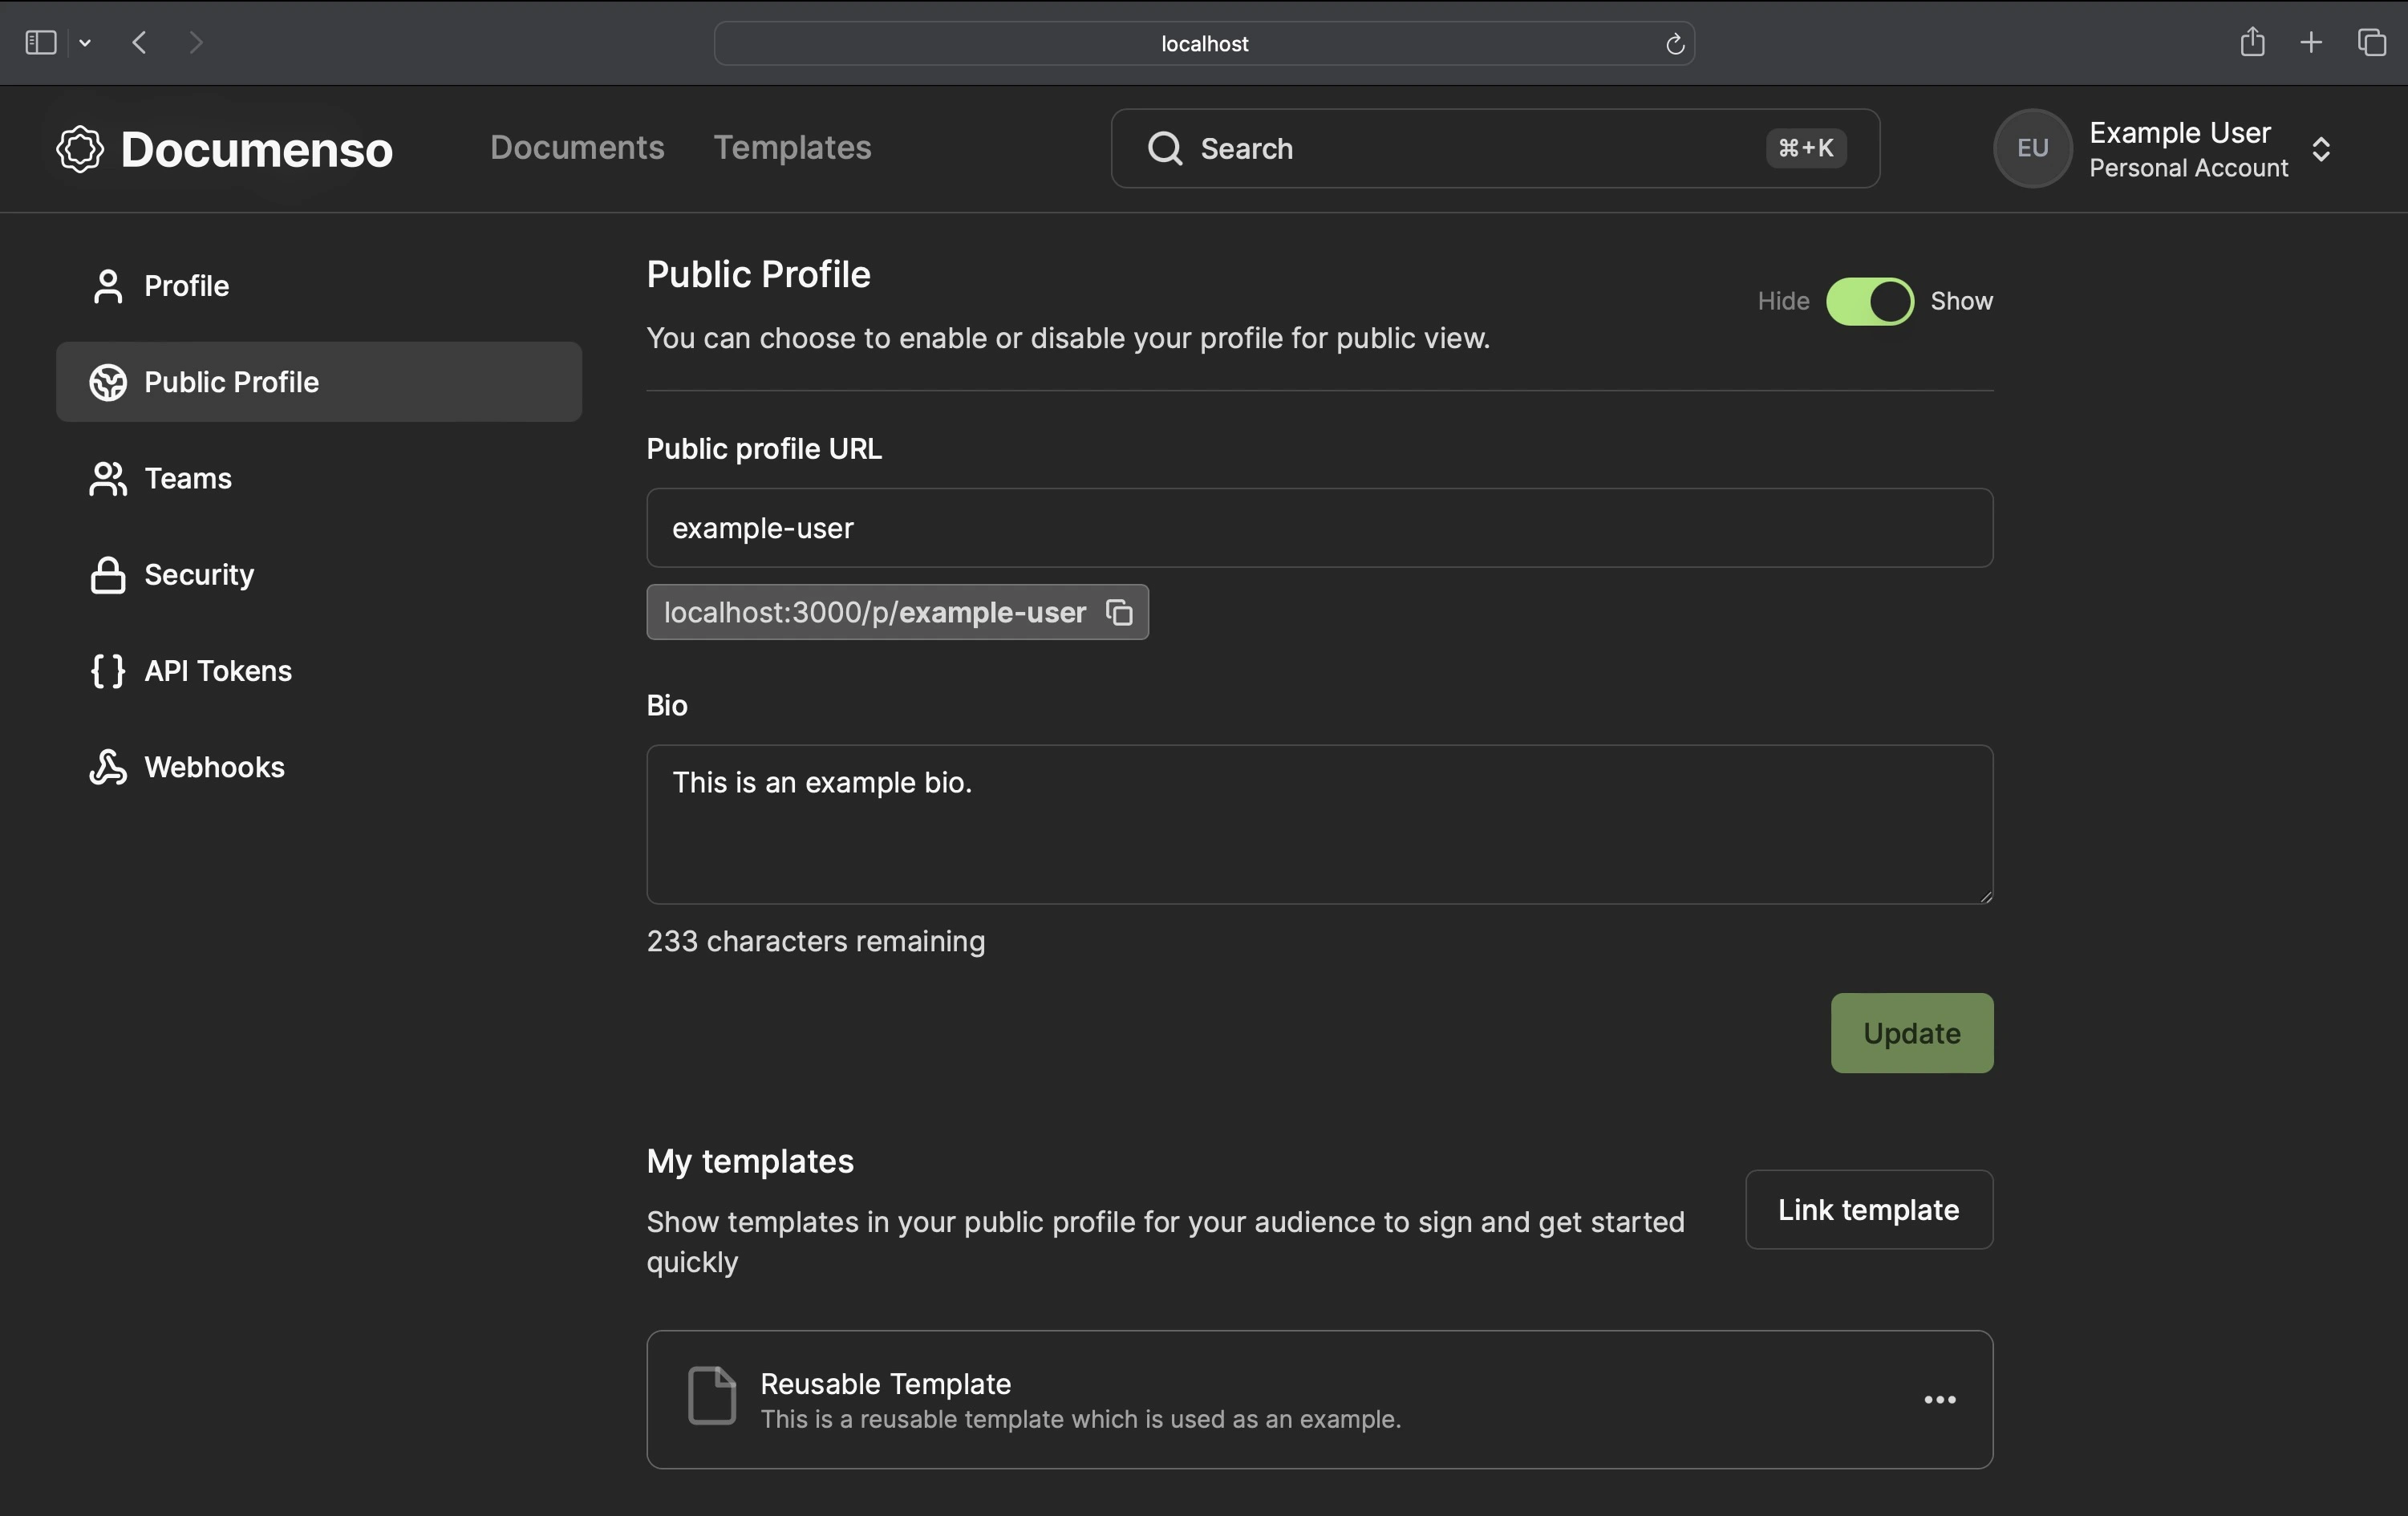 localhost
Documenso
Documents
Templates
Search
⌘+K
EU
Example User
Personal Account
Profile
Public Profile
Teams
Security
API Tokens
Webhooks
Public Profile
You can choose to enable or disable your profile for public view.
Hide
Show
Public profile URL
example-user
localhost:3000/p/example-user
Bio
This is an example bio.
233 characters remaining
Update
My templates
Show templates in your public profile for your audience to sign and get started
quickly
Link template
Reusable Template
This is a reusable template which is used as an example.